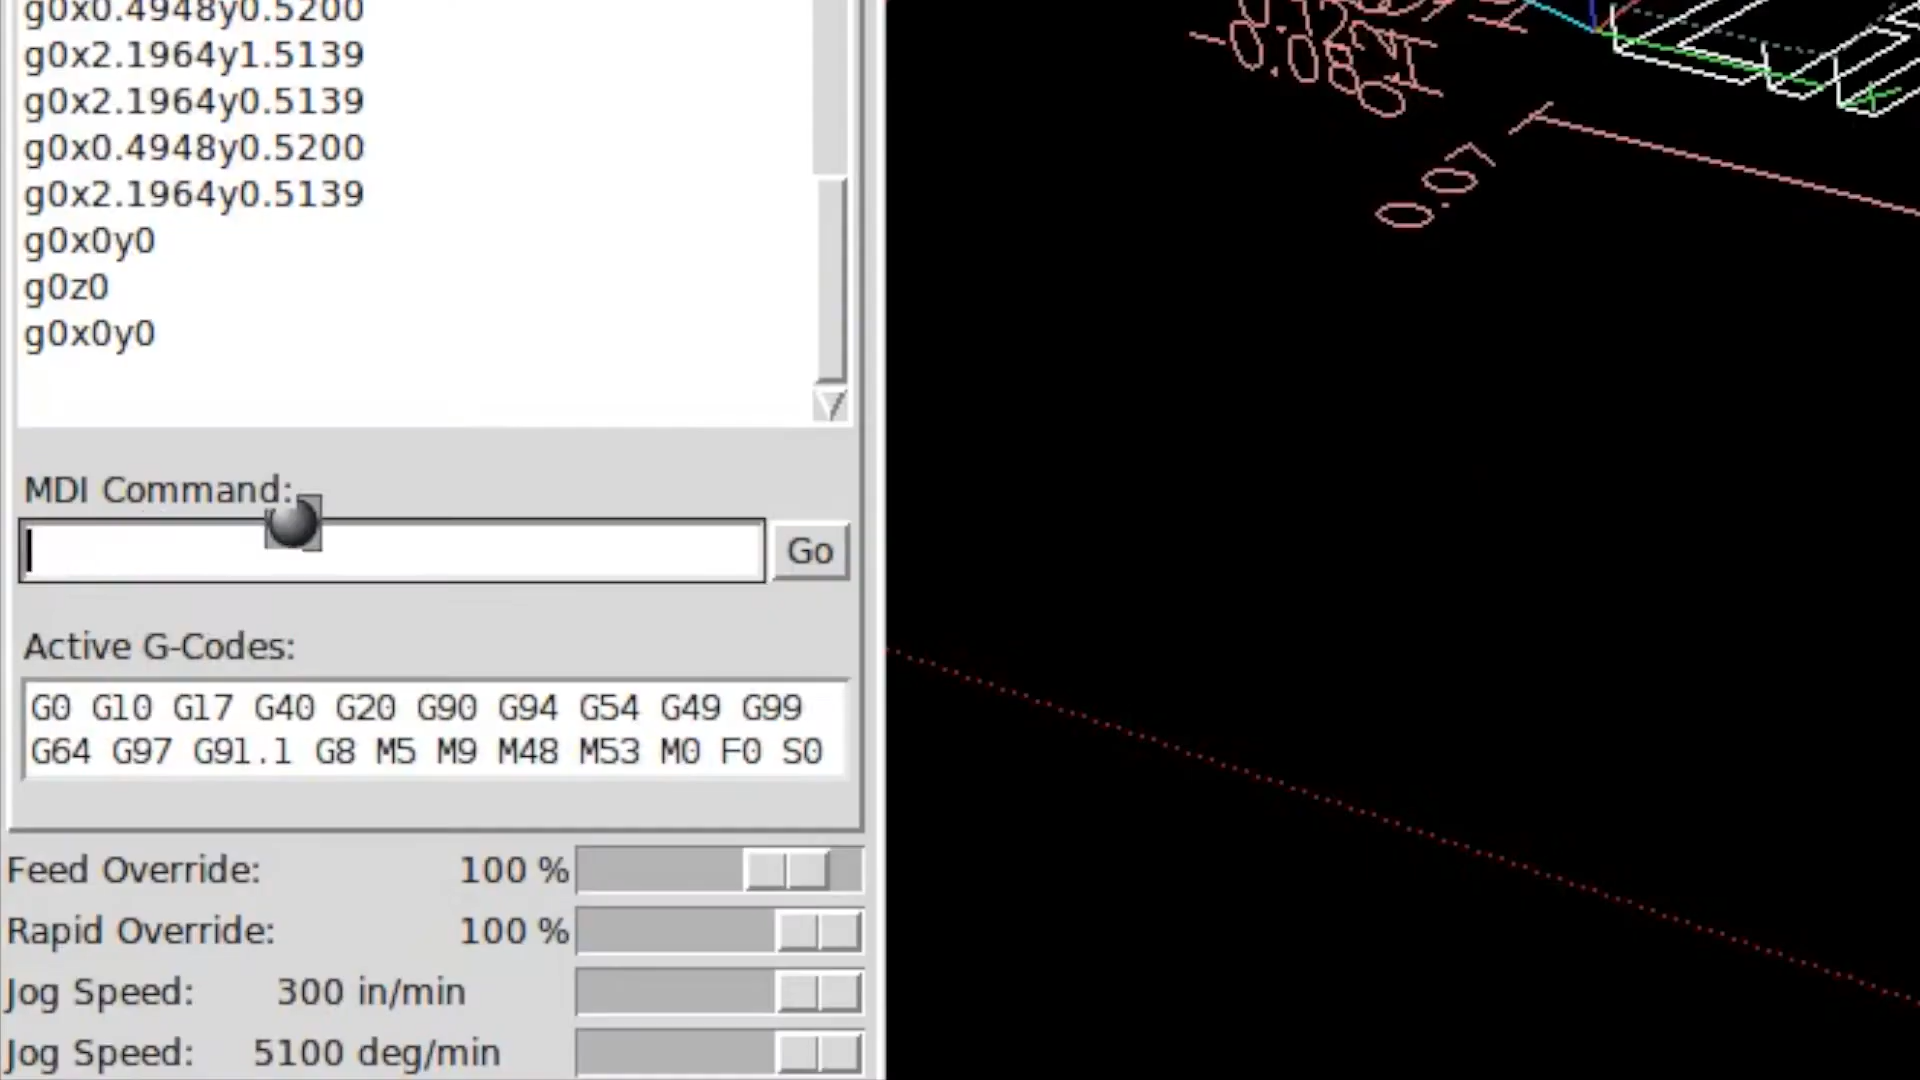 g0x0.4948y0.5200
g0x2.1964y1.5139
g0x2.1964y0.5139
g0x0.4948y0.5200
g0x2.1964y0.5139
g0x0y0
g0z0
g0x0y0
MDI Command:
Go
Active G-Codes:
G0 G10 G17 G40 G20 G90 G94 G54 G49 G99
G64 G97 G91.1 G8 M5 M9 M48 M53 M0 F0 S0
Feed Override: 100 %
Rapid Override: 100 %
Jog Speed: 300 in/min
Jog Speed: 5100 deg/min